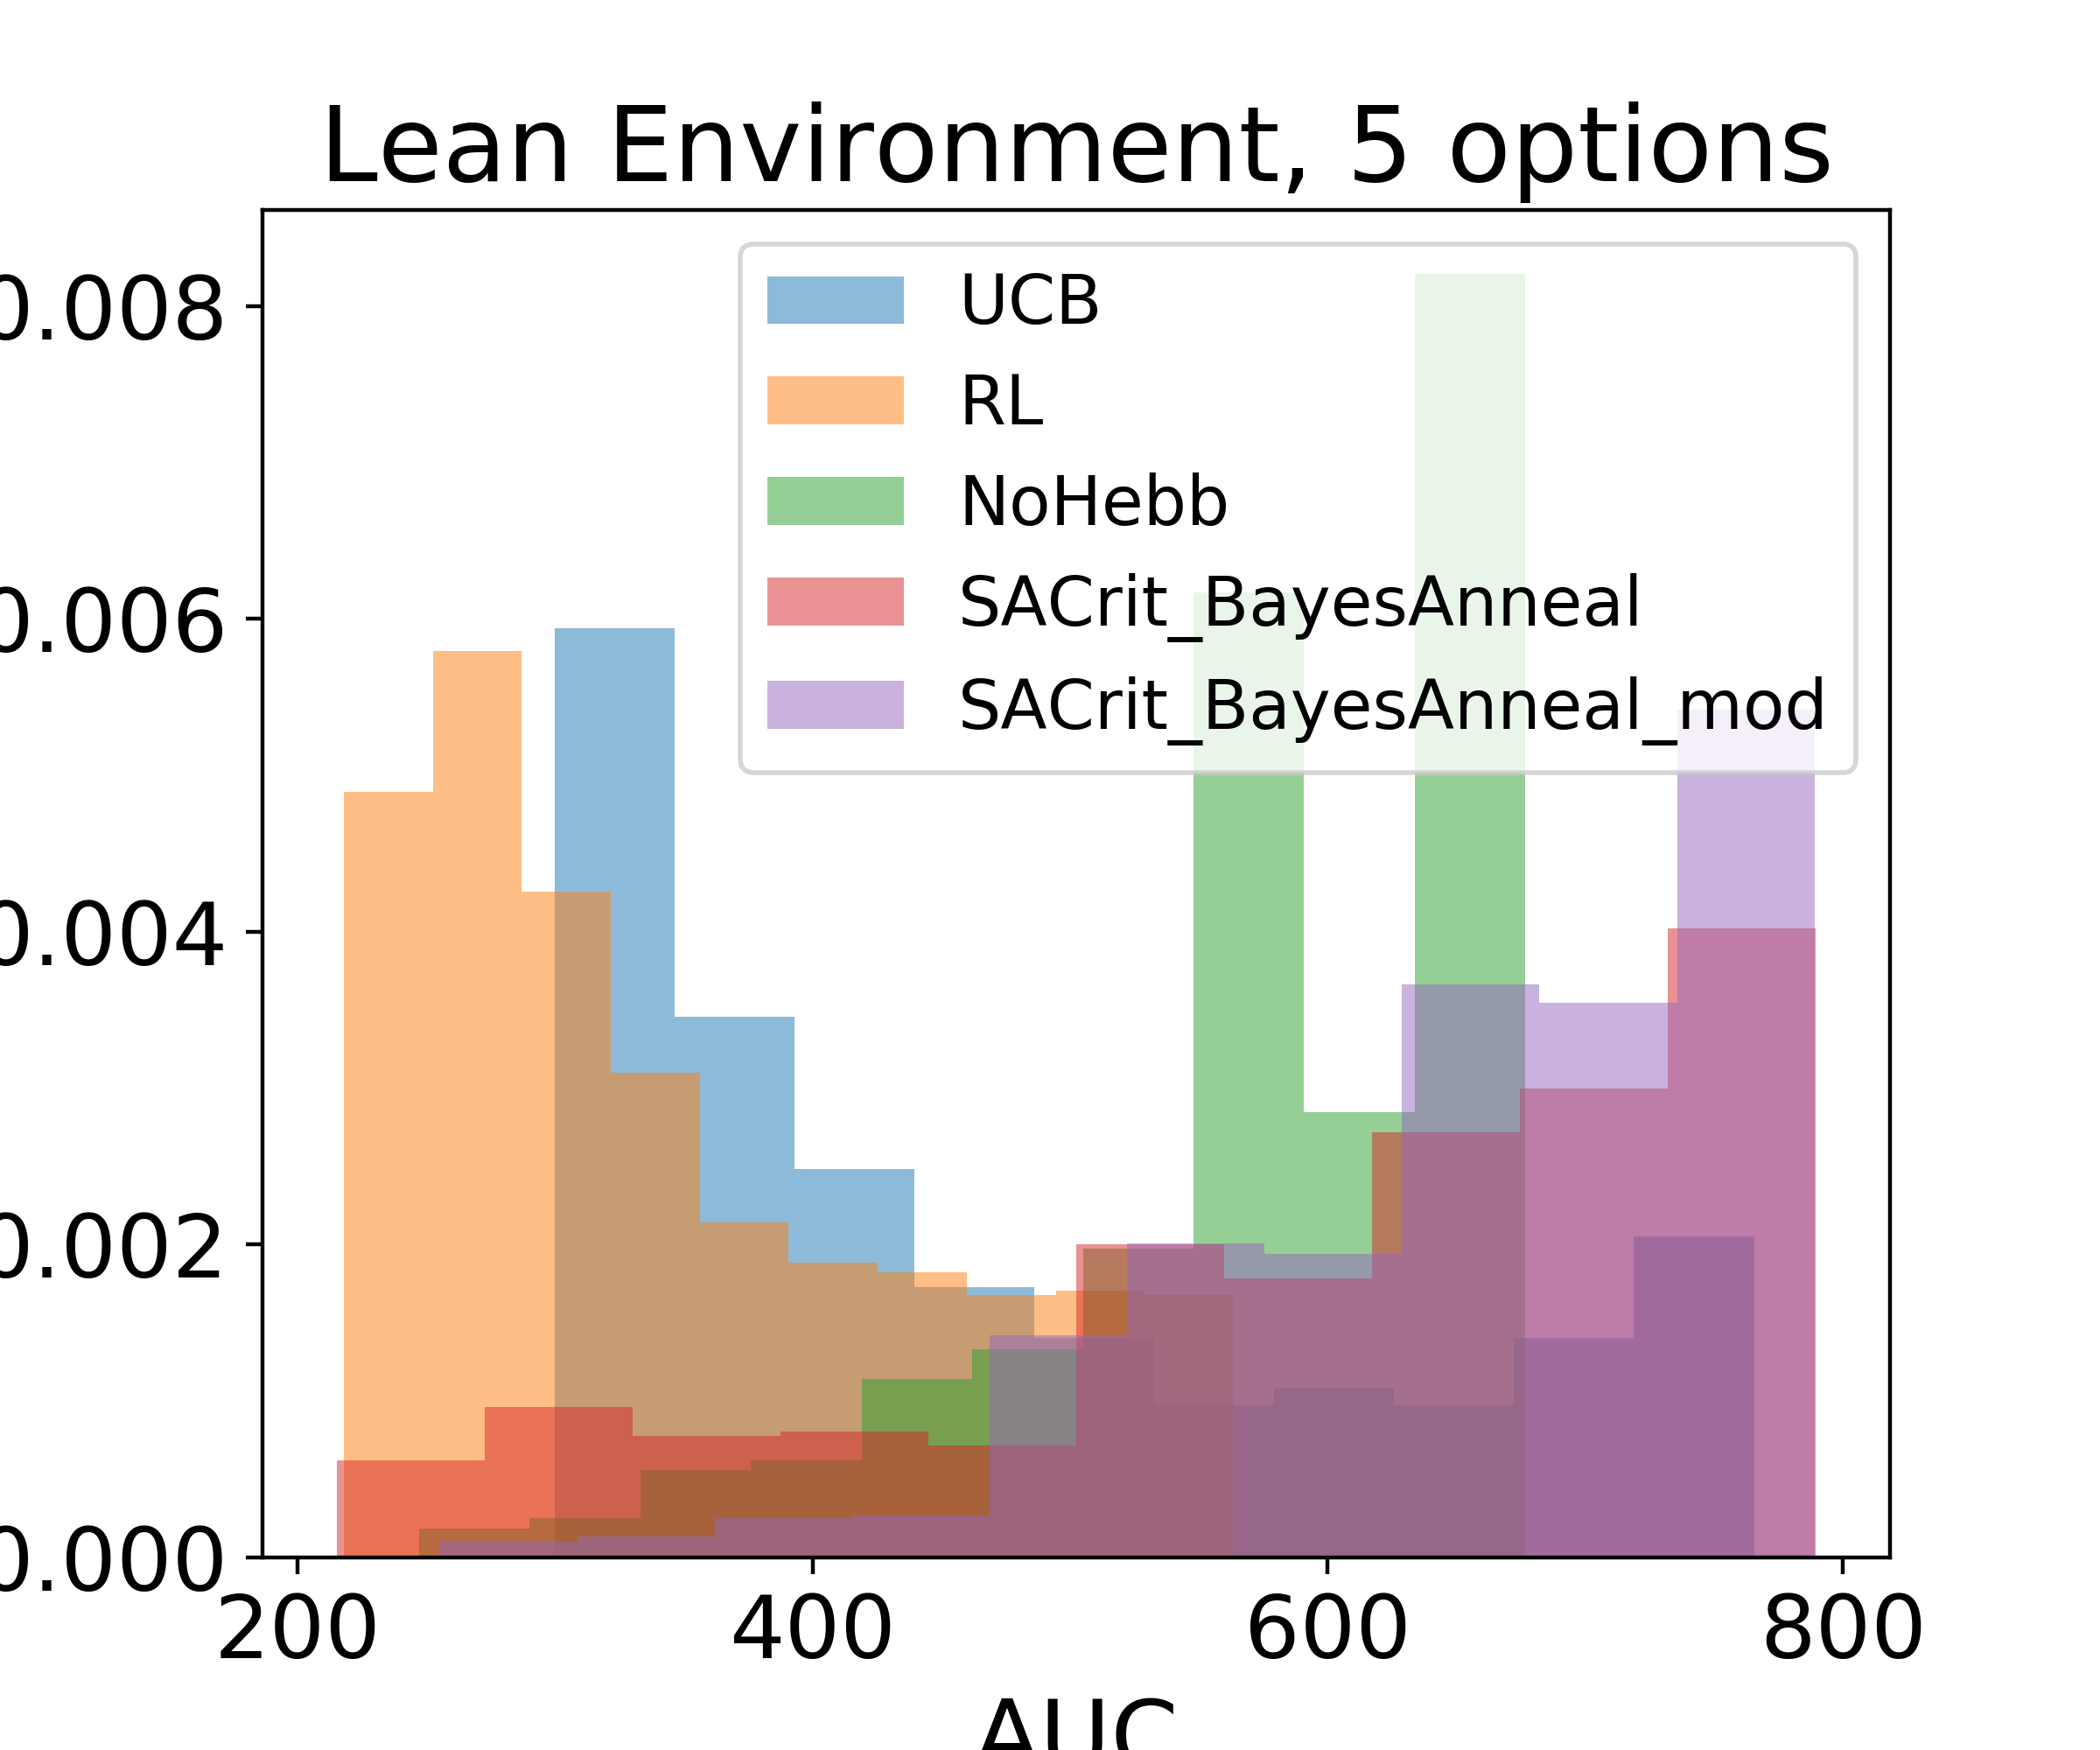 Lean Environment, 5 options
UCB
RL
NoHebb
SACrit_BayesAnneal
SACrit_BayesAnneal_mod
0.008
0.006
0.004
0.002
0.000
200 400 600 800
AUC